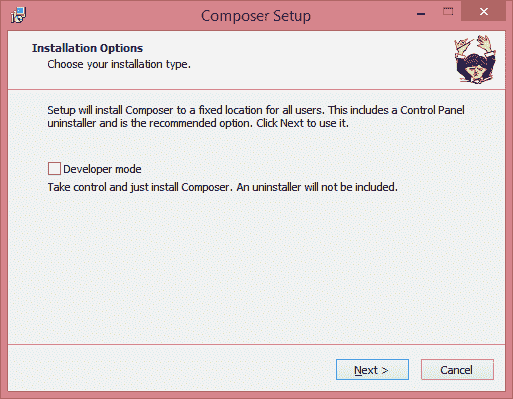 Composer Setup
Installation Options
Choose your installation type.
Setup will install Composer to a fixed location for all users. This includes a Control Panel
uninstaller and is the recommended option. Click Next to use it.
Developer mode
Take control and just install Composer. An uninstaller will not be included.
Next >
Cancel